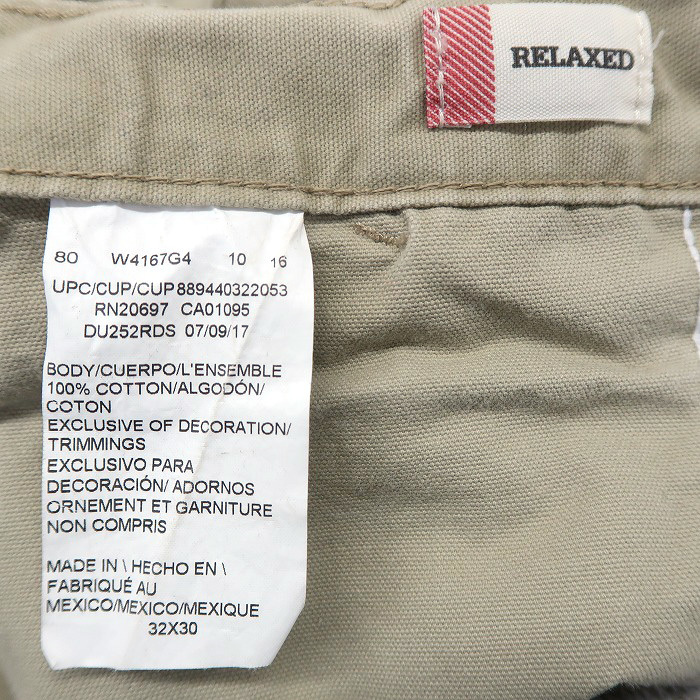 RELAXED
80 W4167G4 10 16
UPC/CUP/CUP889440322053
RN20697 CA01095
DU252RDS 07/09/17
BODY/CUERPO/L'ENSEMBLE
100% COTTON/ALGODÓN/
COTON
EXCLUSIVE OF DECORATION/
TRIMMINGS
EXCLUSIVO PARA
DECORACIÓN/ ADORNOS
ORNEMENT ET GARNITURE
NON COMPRIS
MADE IN \ HECHO EN \
FABRIQUÉ AU
MEXICO/MEXICO/MEXIQUE
32X30